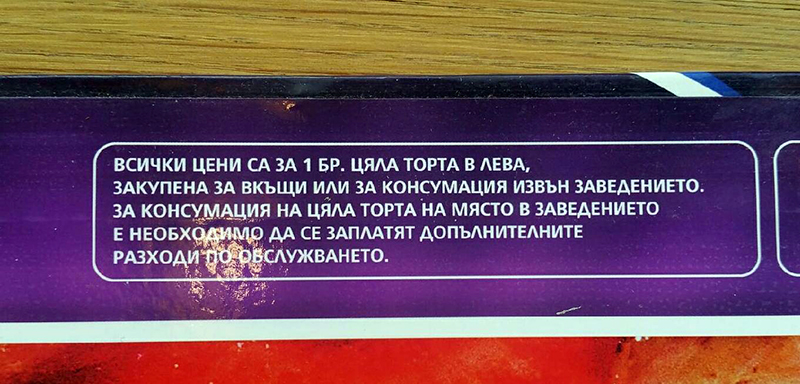 ВСИЧКИ ЦЕНИ СА ЗА 1 БР. ЦЯЛА ТОРТА В ЛЕВА,
ЗАКУПЕНА ЗА ВКЪЩИ ИЛИ ЗА КОНСУМАЦИЯ ИЗВЪН ЗАВЕДЕНИЕТО.
ЗА КОНСУМАЦИЯ НА ЦЯЛА ТОРТА НА МЯСТО В ЗАВЕДЕНИЕТО
Е НЕОБХОДИМО ДА СЕ ЗАПЛАТЯТ ДОПЪЛНИТЕЛНИТЕ
РАЗХОДИ ПО ОБСЛУЖВАНЕТО.